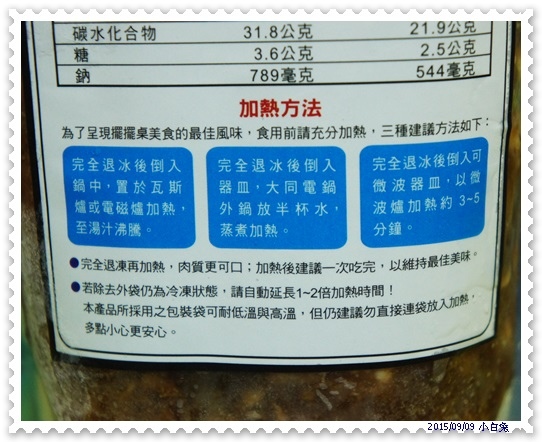 碳水化合物 31.8公克 21.9公克
糖 3.6公克 2.5公克
鈉 789毫克 544毫克
加熱方法
為了呈現擺擺桌美食的最佳風味，食用前請充分加熱，三種建議方法如下：
完全退冰後倒入
鍋中，置於瓦斯
爐或電磁爐加熱，
至湯汁沸騰。
完全退冰後倒入
器皿，大同電鍋
外鍋放半杯水，
蒸煮加熱。
完全退冰後倒入可
微波器皿，以微
波爐加熱約3~5
分鐘。
●完全退凍再加熱，肉質更可口；加熱後建議一次吃完，以維持最佳美味。
●若除去外袋仍為冷凍狀態，請自動延長1~2倍加熱時間！
本產品所採用之包裝袋可耐低溫與高溫，但仍建議勿直接連袋放入加熱，
多點小心更安心。
2015/09/09 小白兔